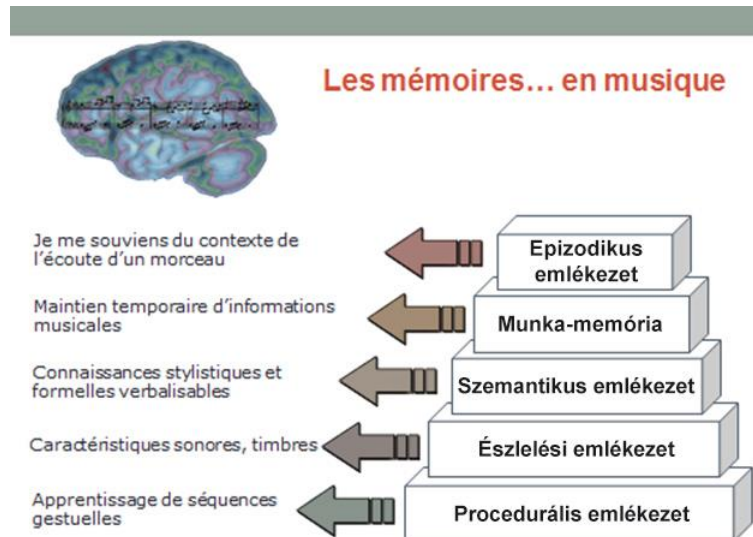 Les mémoires... en musique
Je me souviens du contexte de
l'écoute d'un morceau
Epizodikus
emlékezet
Maintien temporaire d'informations
musicales
Munka-memória
Connaissances stylistiques et
formelles verbalisables
Szemantikus emlékezet
Caractéristiques sonores, timbres
Észlelési emlékezet
Apprentissage de séquences
gestuelles
Procedurális emlékezet